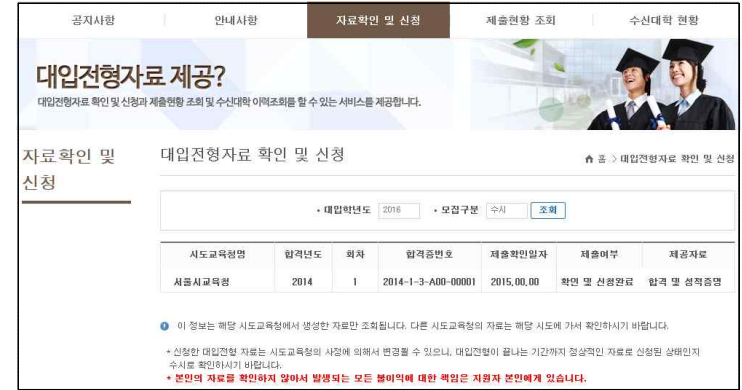 공지사항 안내사항 자료확인 및 신청 제출현황 조회 수신대학 현황
대입전형자료 제공?
대입전형자료 확인 및 신청과 제출현황 조회 및 수신대학 이력조회를 할 수 있는 서비스를 제공합니다.
자료확인 및
신청
대입전형자료 확인 및 신청
홈 > 대입전형자료 확인 및 신청
• 대입학년도 2016 • 모집구분 수시 조회
시도교육청명 합격년도 회차 합격증번호 제출확인일자 제출여부 제공자료
서울시교육청 2014 1 2014-1-3-A00-00001 2015.00.00 확인 및 신청완료 합격 및 성적증명
이 정보는 해당 시도교육청에서 생성한 자료만 조회됩니다. 다른 시도교육청의 자료는 해당 시도에 가서 확인하시기 바랍니다.
* 신청한 대입전형 자료는 시도교육청의 사정에 의해서 변경될 수 있으니, 대입전형이 끝나는 기간까지 정상적인 자료로 신청된 상태인지
수시로 확인하시기 바랍니다.
* 본인의 자료를 확인하지 않아서 발생되는 모든 불이익에 대한 책임은 지원자 본인에게 있습니다.